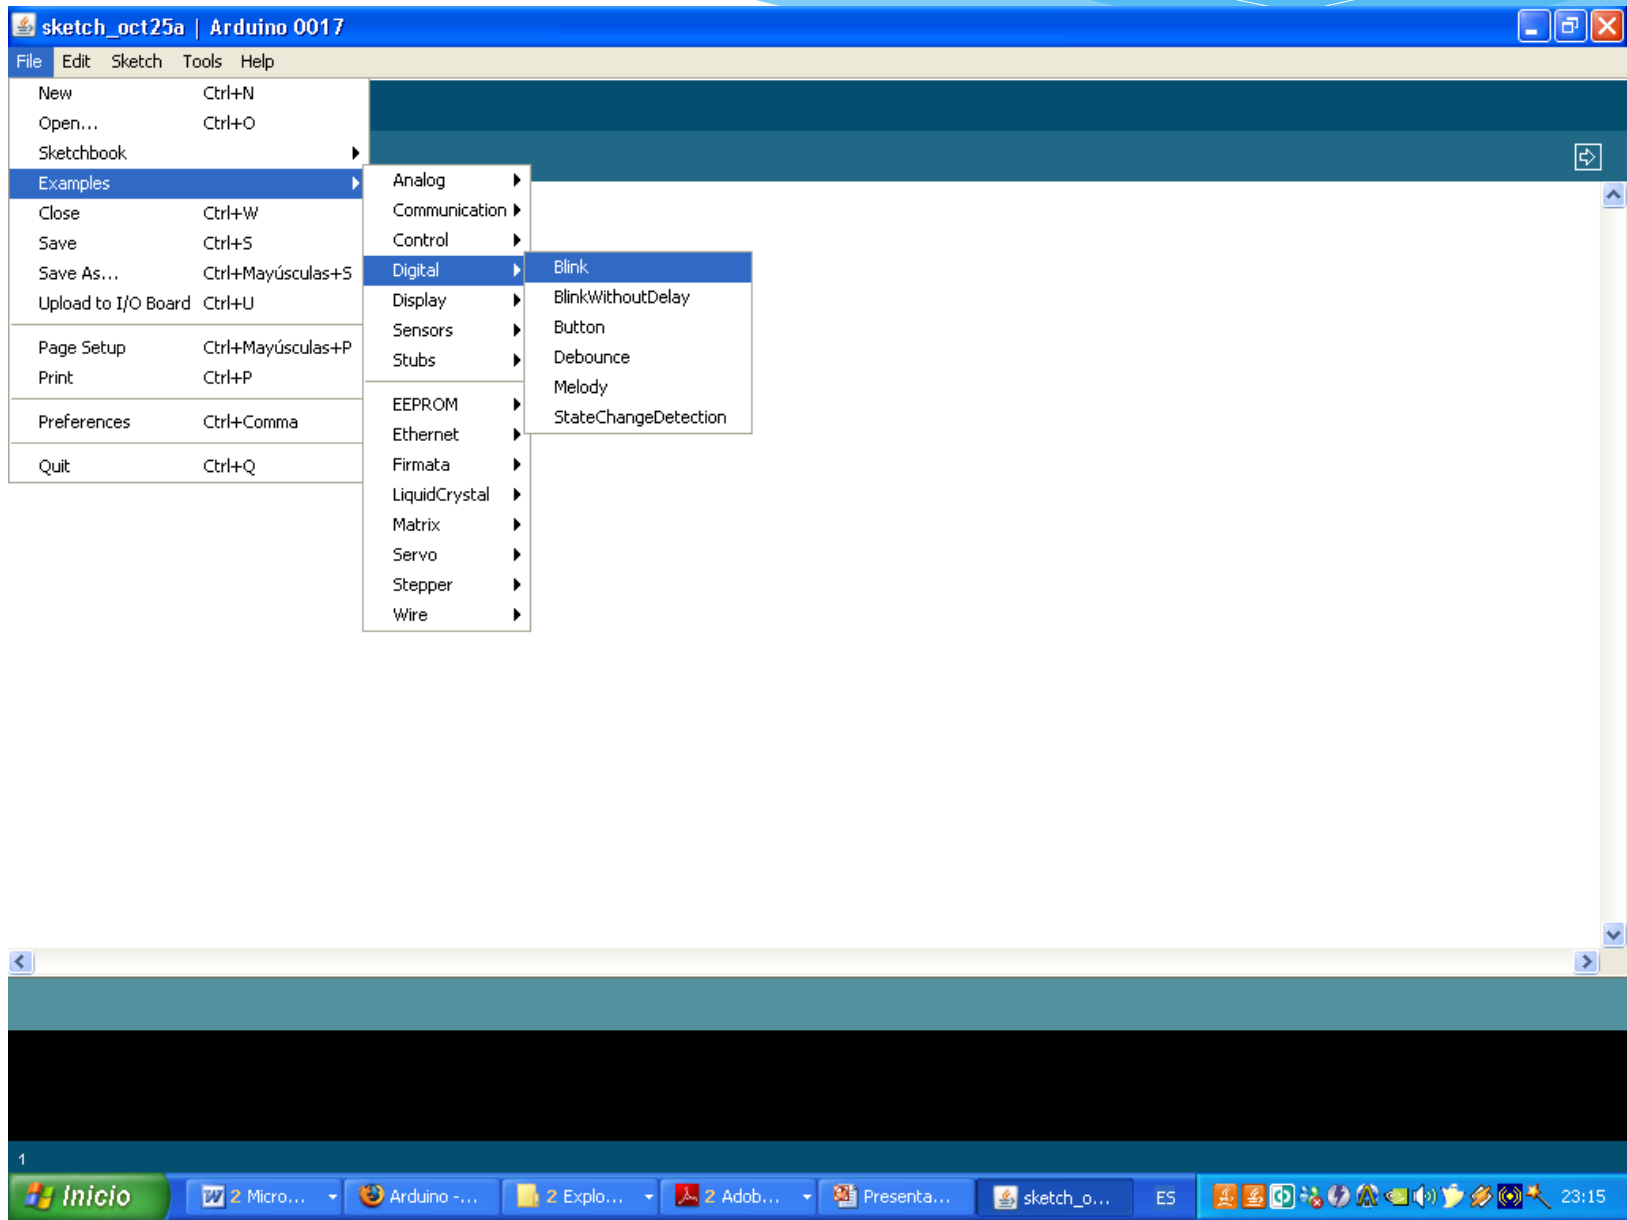 sketch_oct25a | Arduino 0017
File Edit Sketch Tools Help
New Ctrl+N
Open... Ctrl+O
Sketchbook
Examples
Close Ctrl+W
Save Ctrl+S
Save As... Ctrl+Mayúsculas+S
Upload to I/O Board Ctrl+U
Page Setup Ctrl+Mayúsculas+P
Print Ctrl+P
Preferences Ctrl+Comma
Quit Ctrl+Q
Analog
Communication
Control
Digital
Display
Sensors
Stubs
EEPROM
Ethernet
Firmata
LiquidCrystal
Matrix
Servo
Stepper
Wire
Blink
BlinkWithoutDelay
Button
Debounce
Melody
StateChangeDetection
1
Inicio 2 Micro... Arduino -... 2 Explo... 2 Adob... Presenta... sketch_o... ES 23:15